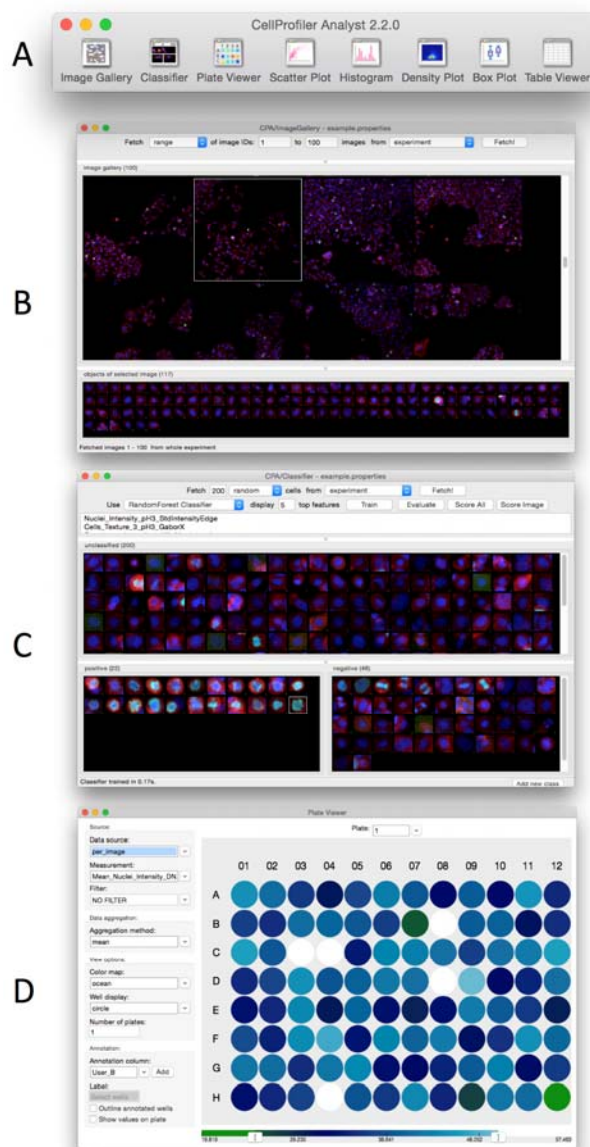 A
CellProfiler Analyst 2.2.0
Image Gallery Classifier Plate Viewer Scatter Plot Histogram Density Plot Box Plot Table Viewer
B
CPA/ImageGallery - example.properties
Fetch range of image IDs: 1 to 100 images from experiment Fetch!
image gallery (100)
objects of selected image (117)
Fetched images 1 - 100 from whole experiment
C
CPA/Classifier - example.properties
Fetch 200 random cells from experiment Fetch!
Use RandomForest Classifier display 5 top features Train Evaluate Score All Score Image
Nuclei_Intensity_pH3_StdIntensityEdge
Cells_Texture_3_pH3_GaborX
unclassified (200)
positive (22) negative (48)
Classifier trained in 0.17s. Add new class
D
Plate Viewer
Source:
Data source:
per_image
Measurement:
Mean_Nuclei_Intensity_DN
Filter:
NO FILTER
Data aggregation:
Aggregation method:
mean
View options:
Color map:
ocean
Well display:
circle
Number of plates:
1
Annotation:
Annotation column:
User_B Add
Label:
Select wells
Outline annotated wells
Show values on plate
Plate: 1
01 02 03 04 05 06 07 08 09 10 11 12
A
B
C
D
E
F
G
H